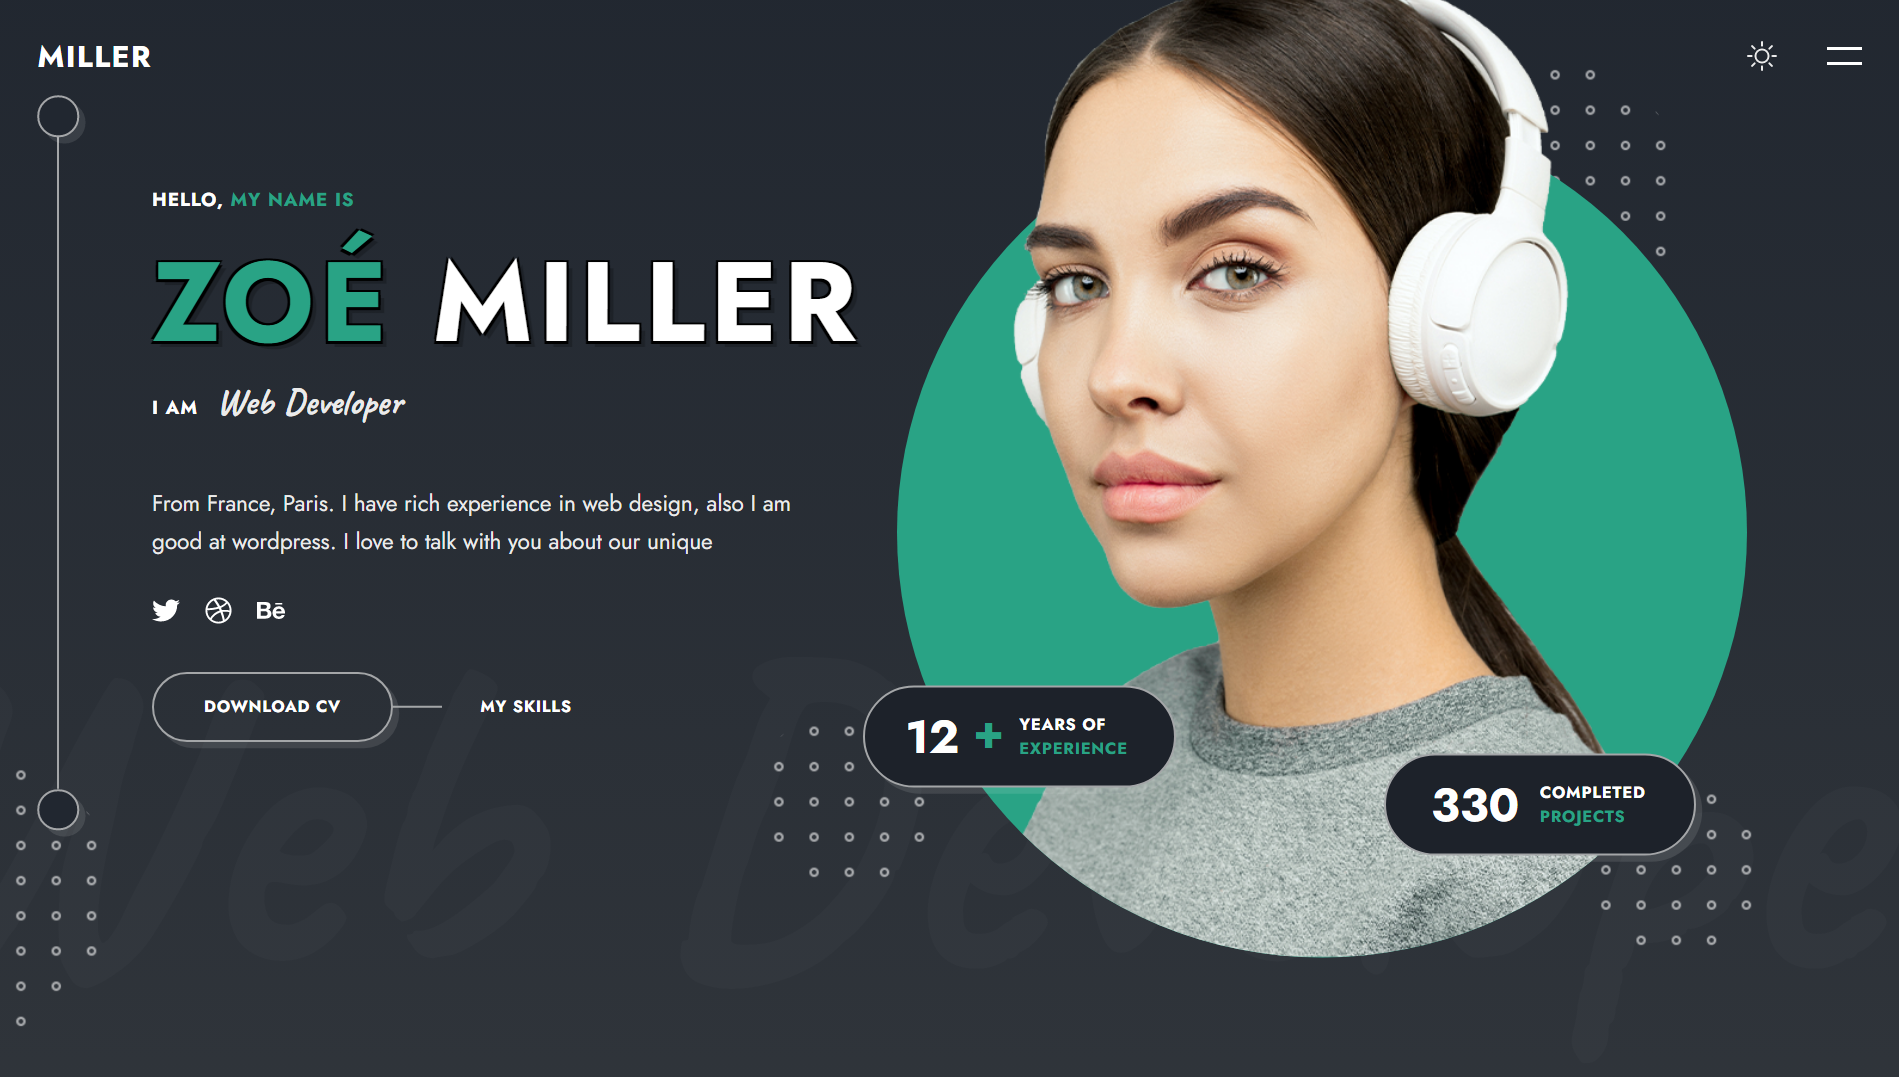 MILLER
HELLO, MY NAME IS
ZOÉ MILLER
I AM Web Developer
From France, Paris. I have rich experience in web design, also I am
good at wordpress. I love to talk with you about our unique
Bē
DOWNLOAD CV
MY SKILLS
12 + YEARS OF
EXPERIENCE
330 COMPLETED
PROJECTS
Web Developer